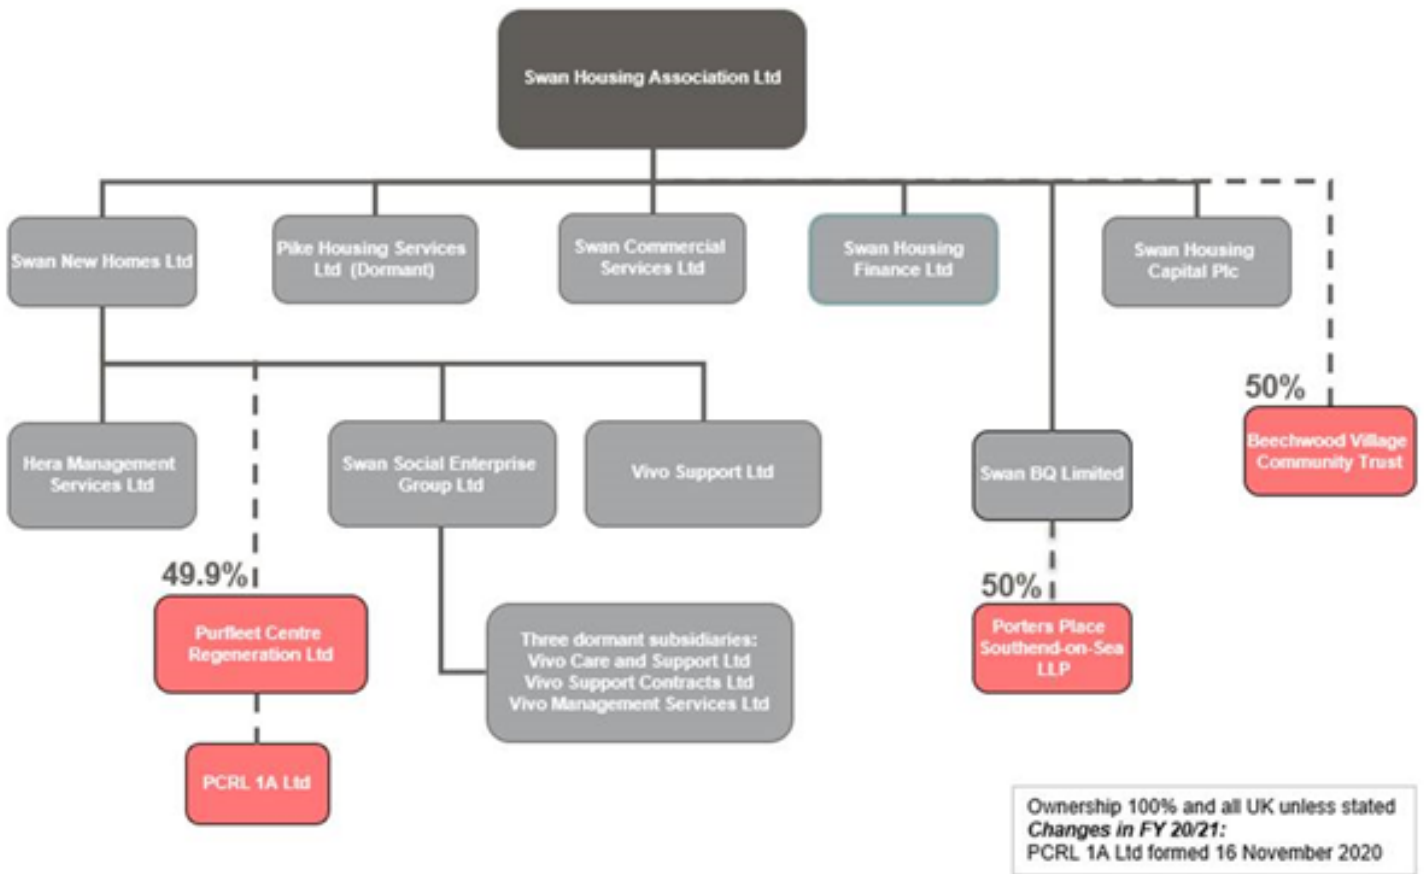 Swan Housing Association Ltd
Swan New Homes Ltd
Pike Housing Services
Ltd (Dormant)
Swan Commercial
Services Ltd
Swan Housing
Finance Ltd
Swan Housing
Capital Plc
50%
Beechwood Village
Community Trust
Hera Management
Services Ltd
Swan Social Enterprise
Group Ltd
Vivo Support Ltd
Swan BQ Limited
49.9%
Purfleet Centre
Regeneration Ltd
50%
Porters Place
Southend-on-Sea
LLP
Three dormant subsidiaries:
Vivo Care and Support Ltd
Vivo Support Contracts Ltd
Vivo Management Services Ltd
PCRL 1A Ltd
Ownership 100% and all UK unless stated
Changes in FY 20/21:
PCRL 1A Ltd formed 16 November 2020